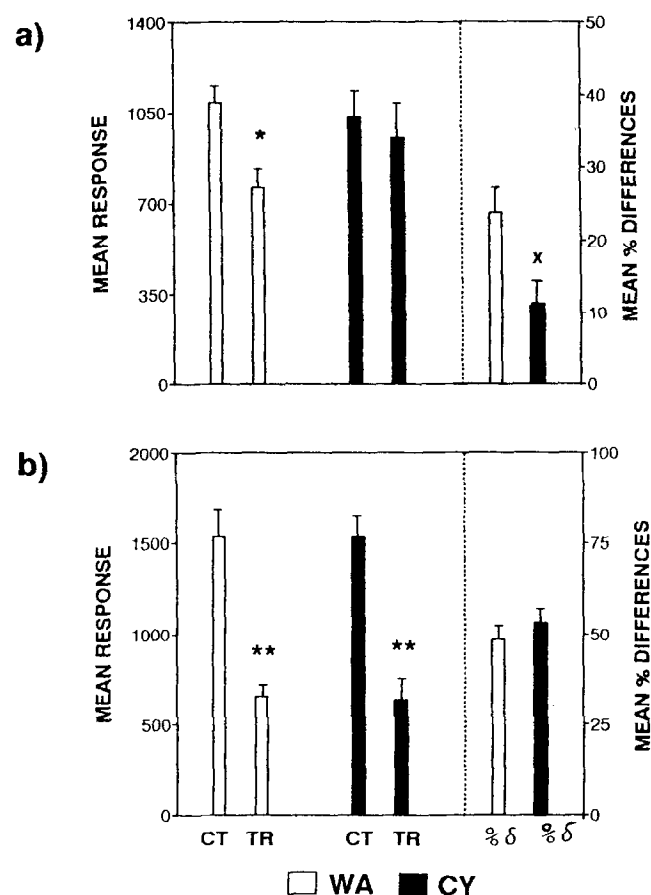 a)
MEAN RESPONSE
1400
1050
700
350
0
*
x
50
40
30
20
10
0
MEAN % DIFFERENCES
b)
MEAN RESPONSE
2000
1500
1000
500
0
**
**
100
75
50
25
0
MEAN % DIFFERENCES
CT TR CT TR % δ % δ
WA CY